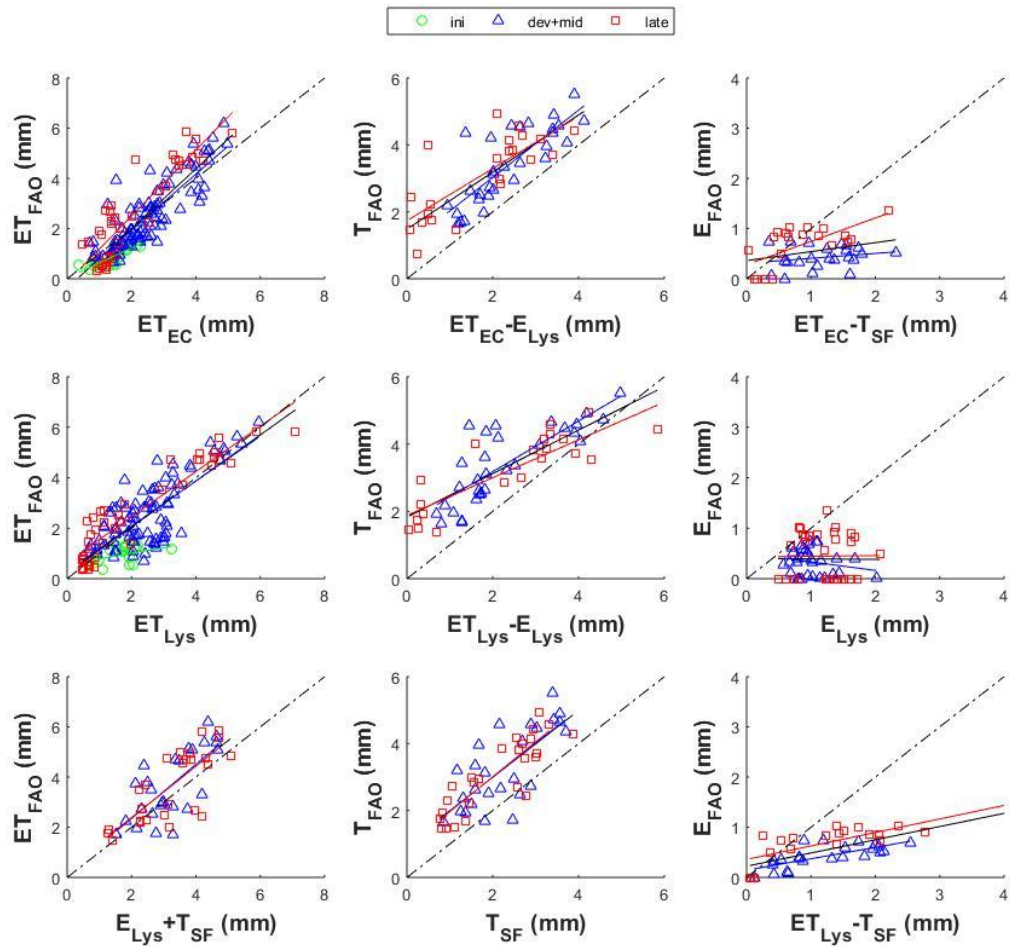 ini dev+mid late
ET_FAO (mm)
8
6
4
2
0
0 2 4 6 8
ET_EC (mm)
T_FAO (mm)
6
4
2
0
0 2 4 6
ET_EC-E_Lys (mm)
E_FAO (mm)
4
3
2
1
0
0 1 2 3 4
ET_EC-T_SF (mm)
ET_FAO (mm)
8
6
4
2
0
0 2 4 6 8
ET_Lys (mm)
T_FAO (mm)
6
4
2
0
0 2 4 6
ET_Lys-E_Lys (mm)
E_FAO (mm)
4
3
2
1
0
0 1 2 3 4
E_Lys (mm)
ET_FAO (mm)
8
6
4
2
0
0 2 4 6 8
E_Lys+T_SF (mm)
T_FAO (mm)
6
4
2
0
0 2 4 6
T_SF (mm)
E_FAO (mm)
4
3
2
1
0
0 1 2 3 4
ET_Lys-T_SF (mm)